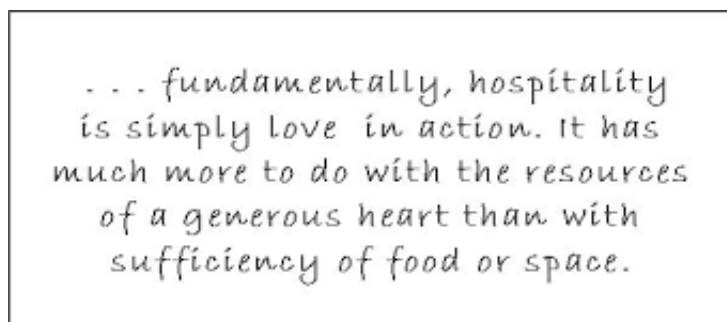 . . . fundamentally, hospitality
is simply love in action. It has
much more to do with the resources
of a generous heart than with
sufficiency of food or space.